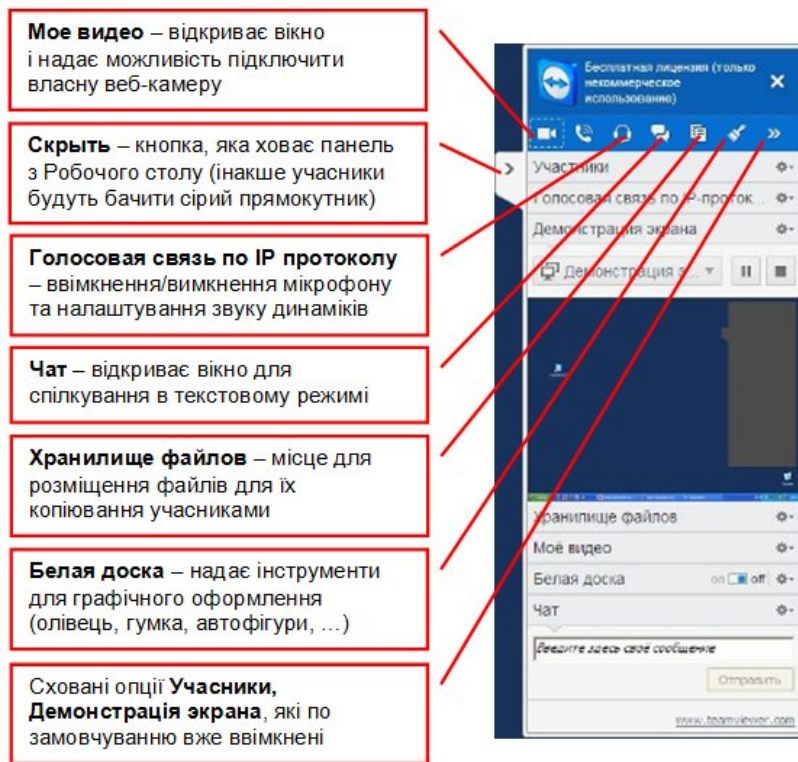 Мое видео – відкриває вікно
і надає можливість підключити
власну веб-камеру
Скрыть – кнопка, яка ховає панель
з Робочого столу (інакше учасники
будуть бачити сірий прямокутник)
Голосовая связь по IP протоколу
– ввімкнення/вимкнення мікрофону
та налаштування звуку динаміків
Чат – відкриває вікно для
спілкування в текстовому режимі
Хранилище файлов – місце для
розміщення файлів для їх
копіювання учасниками
Белая доска – надає інструменти
для графічного оформлення
(олівець, гумка, автофігури, …)
Сховані опції Учасники,
Демонстрація экрана, які по
замовчуванню вже ввімкнені
Бесплатная лицензия (только
некоммерческое
использование)
Участники
Голосовая связь по IP-проток...
Демонстрация экрана
Демонстрация э...
Хранилище файлов
Моё видео
Белая доска on off
Чат
Введите здесь своё сообщение
Отправить
www.teamviewer.com